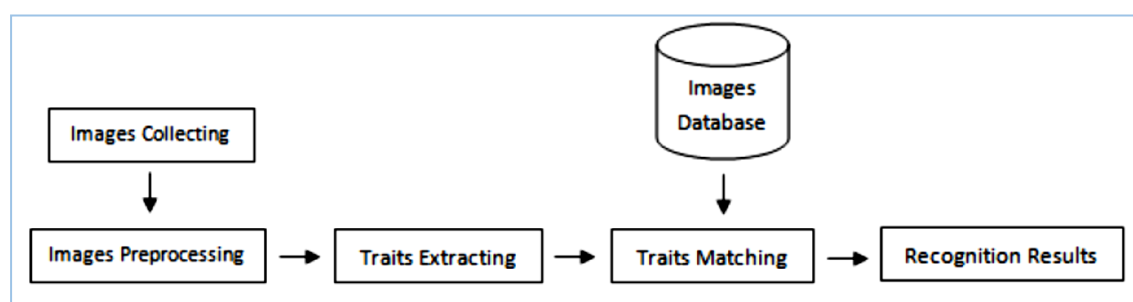 Images
Database
Images Collecting
Images Preprocessing
Traits Extracting
Traits Matching
Recognition Results